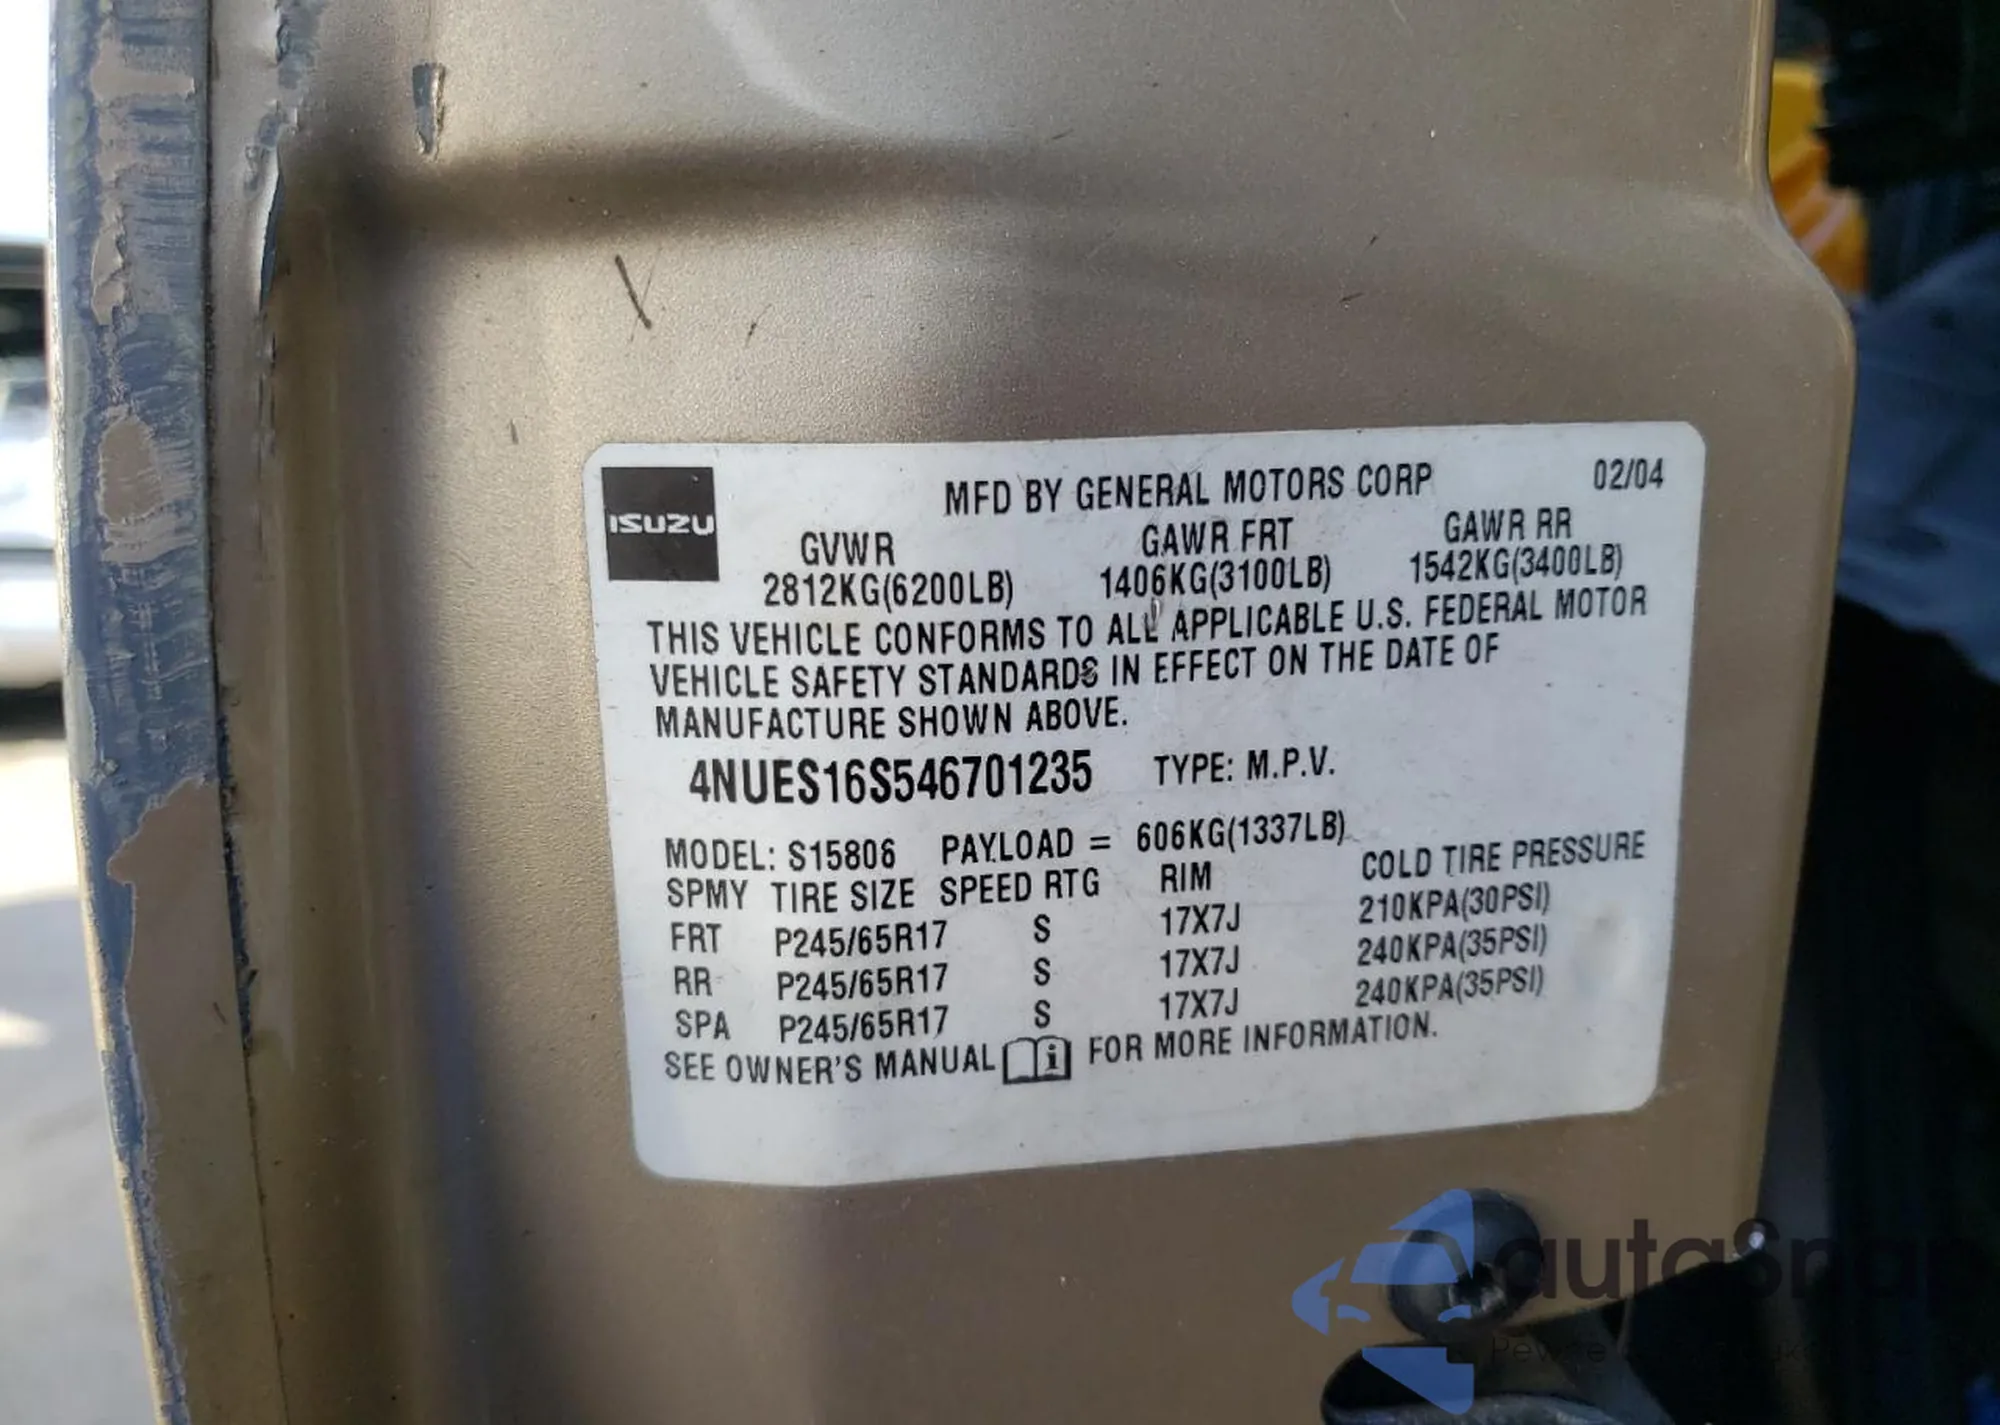 ISUZU
MFD BY GENERAL MOTORS CORP 02/04
GVWR GAWR FRT GAWR RR
2812KG(6200LB) 1406KG(3100LB) 1542KG(3400LB)
THIS VEHICLE CONFORMS TO ALL APPLICABLE U.S. FEDERAL MOTOR
VEHICLE SAFETY STANDARDS IN EFFECT ON THE DATE OF
MANUFACTURE SHOWN ABOVE.
4NUES16S546701235 TYPE: M.P.V.
MODEL: S15806 PAYLOAD = 606KG(1337LB)
SPMY TIRE SIZE SPEED RTG RIM COLD TIRE PRESSURE
FRT P245/65R17 S 17X7J 210KPA(30PSI)
RR P245/65R17 S 17X7J 240KPA(35PSI)
SPA P245/65R17 S 17X7J 240KPA(35PSI)
SEE OWNER'S MANUAL FOR MORE INFORMATION.
autoSnap